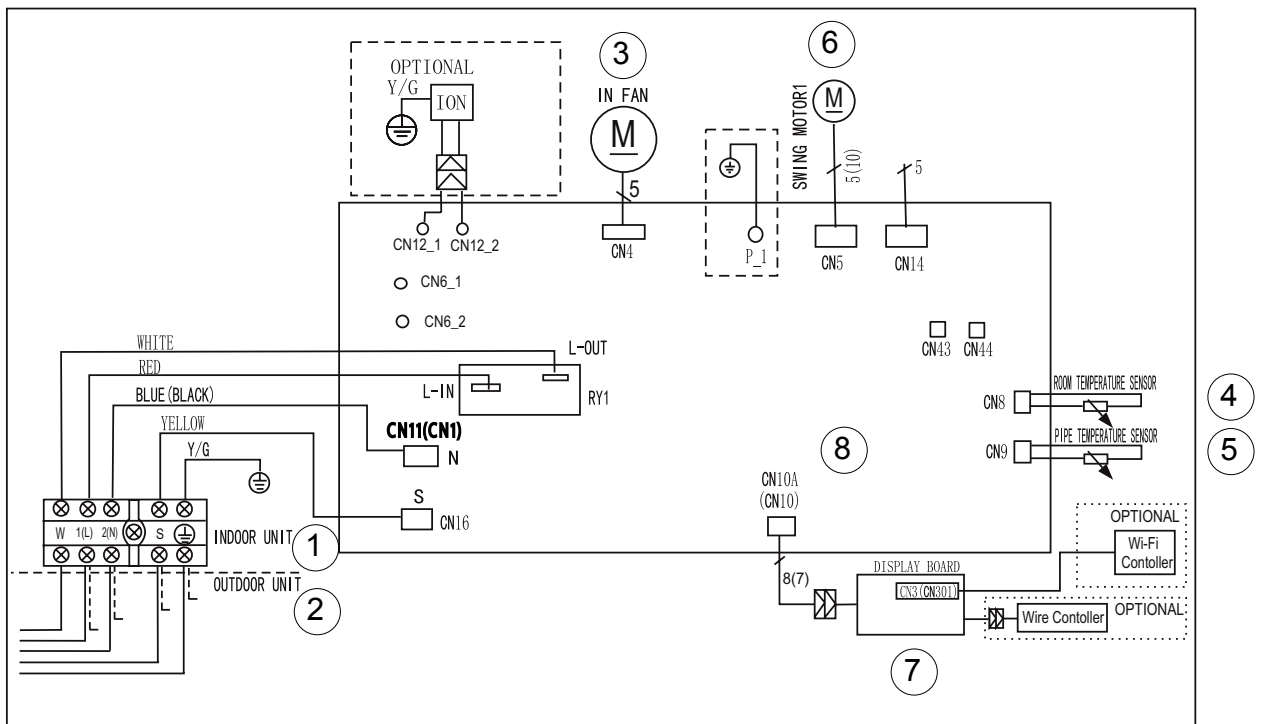 3
6
OPTIONAL
Y/G
ION
IN FAN
M
5
SWING MOTOR1
M
5(10)
5
CN12_1
CN12_2
CN4
P_1
CN5
CN14
CN6_1
CN6_2
WHITE
L-OUT
RED
L-IN
RY1
BLUE(BLACK)
CN11(CN1)
N
YELLOW
Y/G
S
CN16
CN43
CN44
CN8
ROOM TEMPERATURE SENSOR
4
CN9
PIPE TEMPERATURE SENSOR
5
8
CN10A
(CN10)
W
1(L)
2(N)
S
INDOOR UNIT
1
OUTDOOR UNIT
2
8(7)
DISPLAY BOARD
CN3(CN301)
OPTIONAL
Wi-Fi
Contoller
Wire Contoller
OPTIONAL
7